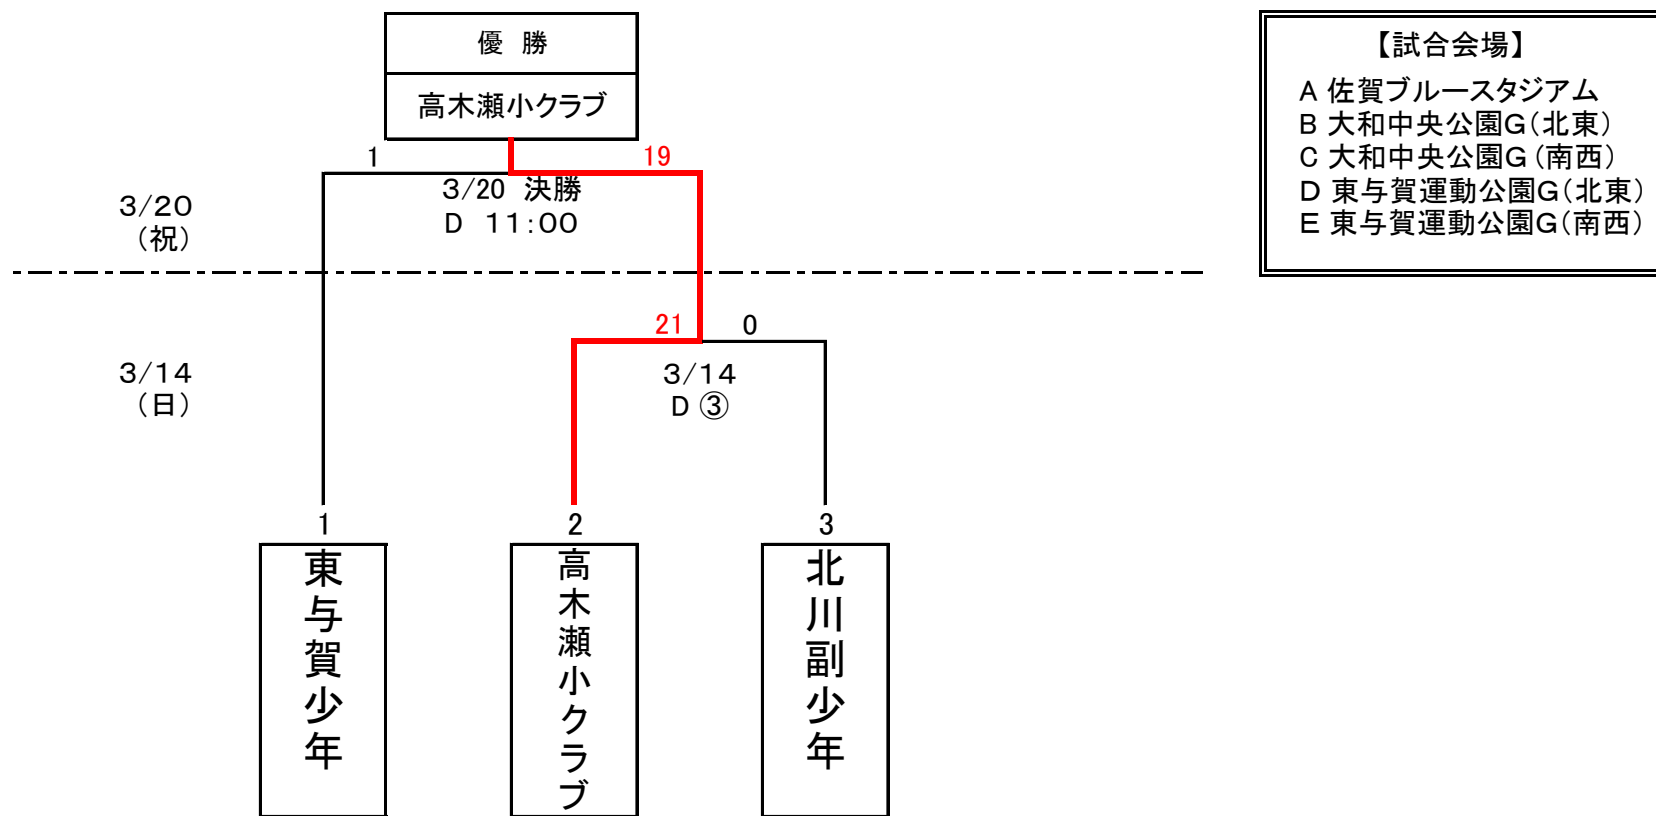 優 勝
高木瀬小クラブ
1
19
3/20 決勝
D 11:00
3/20
(祝)
21
0
3/14
(日)
3/14
D ③
1
2
3
東与賀少年
高木瀬小クラブ
北川副少年
【試合会場】
A 佐賀ブルースタジアム
B 大和中央公園G(北東)
C 大和中央公園G(南西)
D 東与賀運動公園G(北東)
E 東与賀運動公園G(南西)